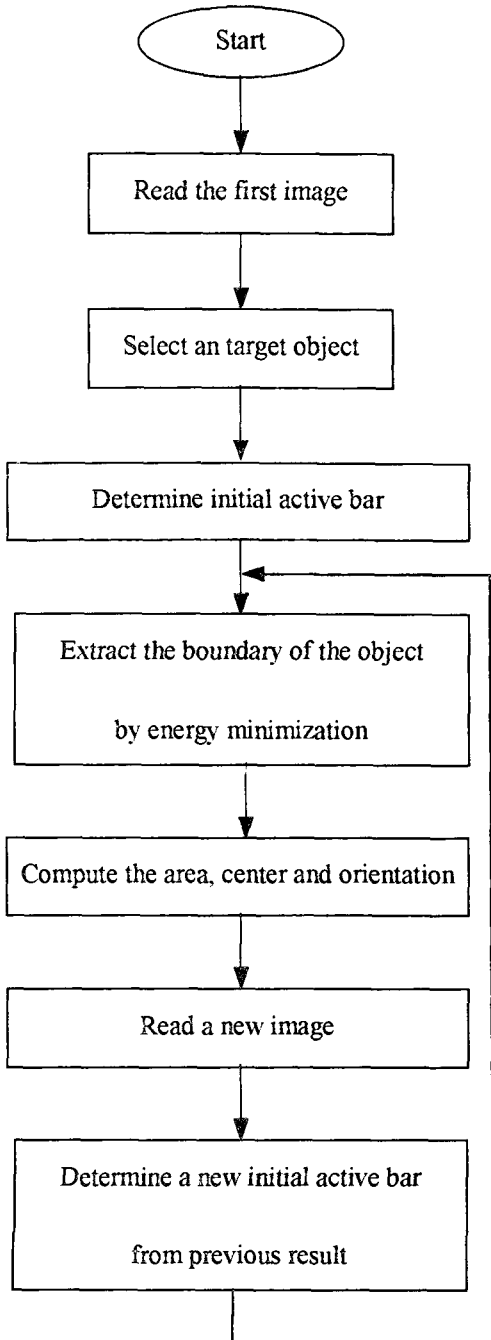 Start
Read the first image
Select an target object
Determine initial active bar
Extract the boundary of the object
by energy minimization
Compute the area, center and orientation
Read a new image
Determine a new initial active bar
from previous result